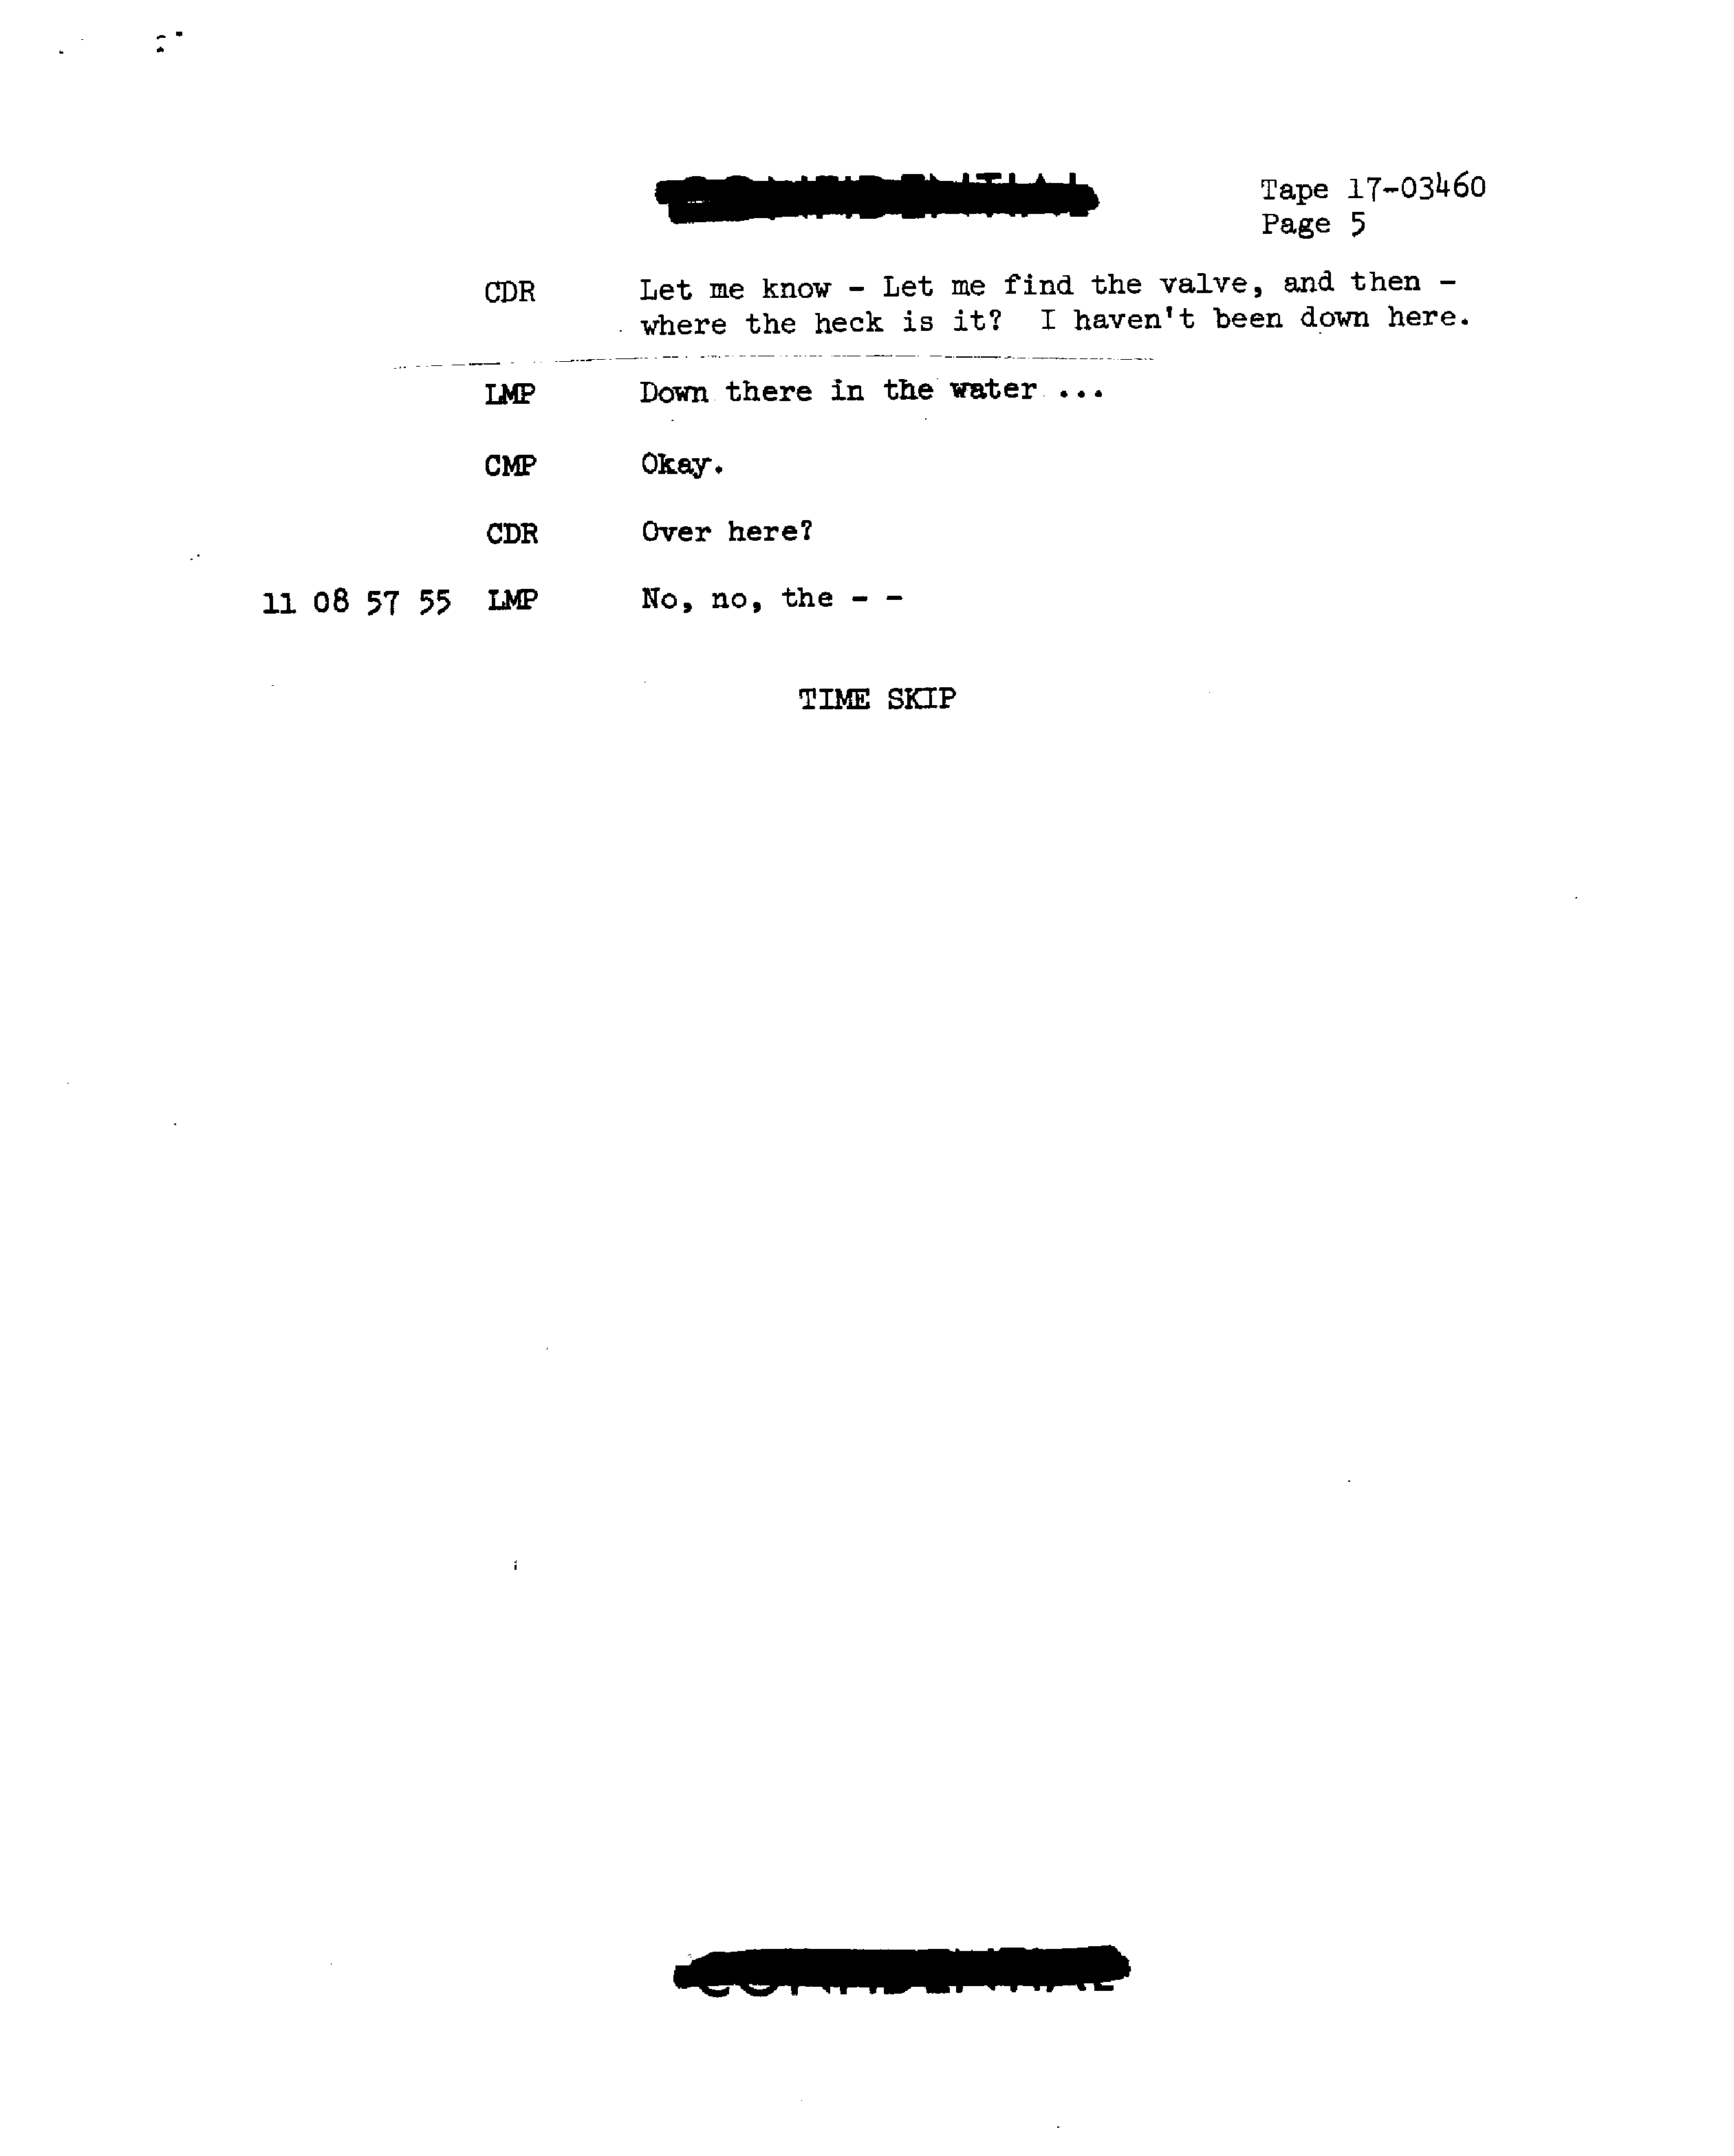 Tape 17-03460
Page 5
CDR Let me know - Let me find the valve, and then -
where the heck is it? I haven't been down here.
LMP Down there in the water ...
CMP Okay.
CDR Over here?
11 08 57 55 LMP No, no, the - -
TIME SKIP